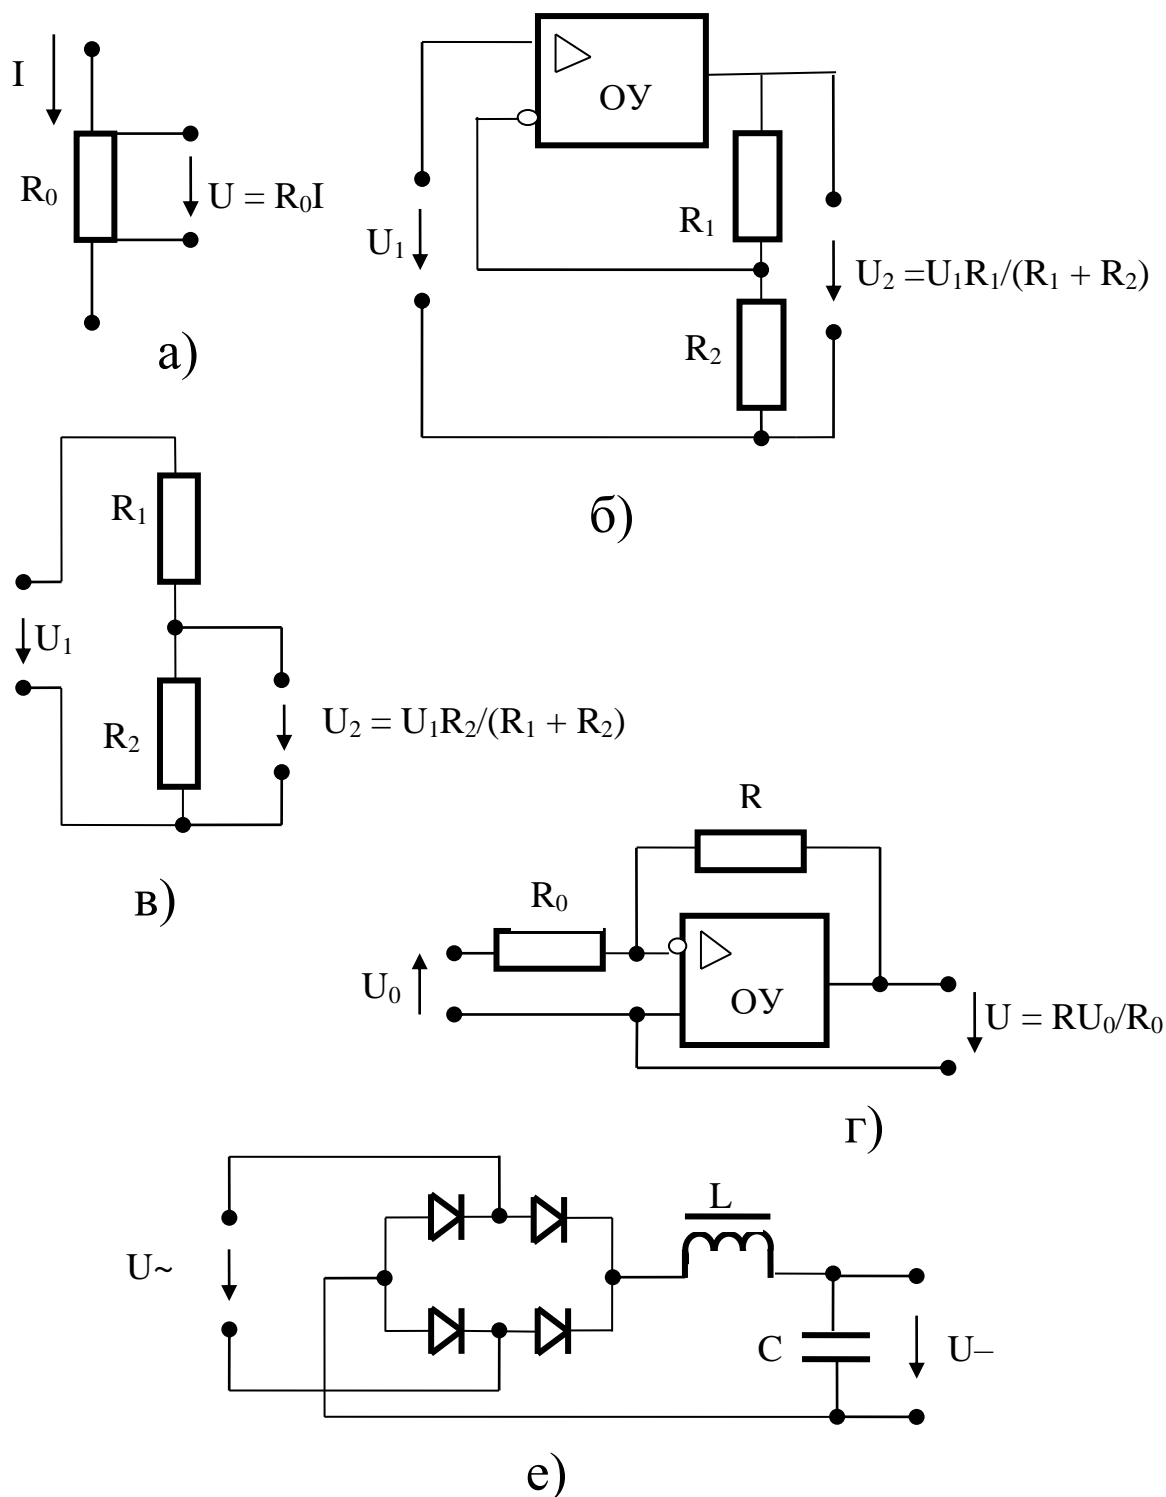 I
R₀
U = R₀I
а)
ОУ
U₁
R₁
R₂
U₂ =U₁R₁/(R₁ + R₂)
б)
R₁
U₁
R₂
U₂ = U₁R₂/(R₁ + R₂)
в)
R
R₀
U₀
ОУ
U = RU₀/R₀
г)
U~
L
C
U–
е)